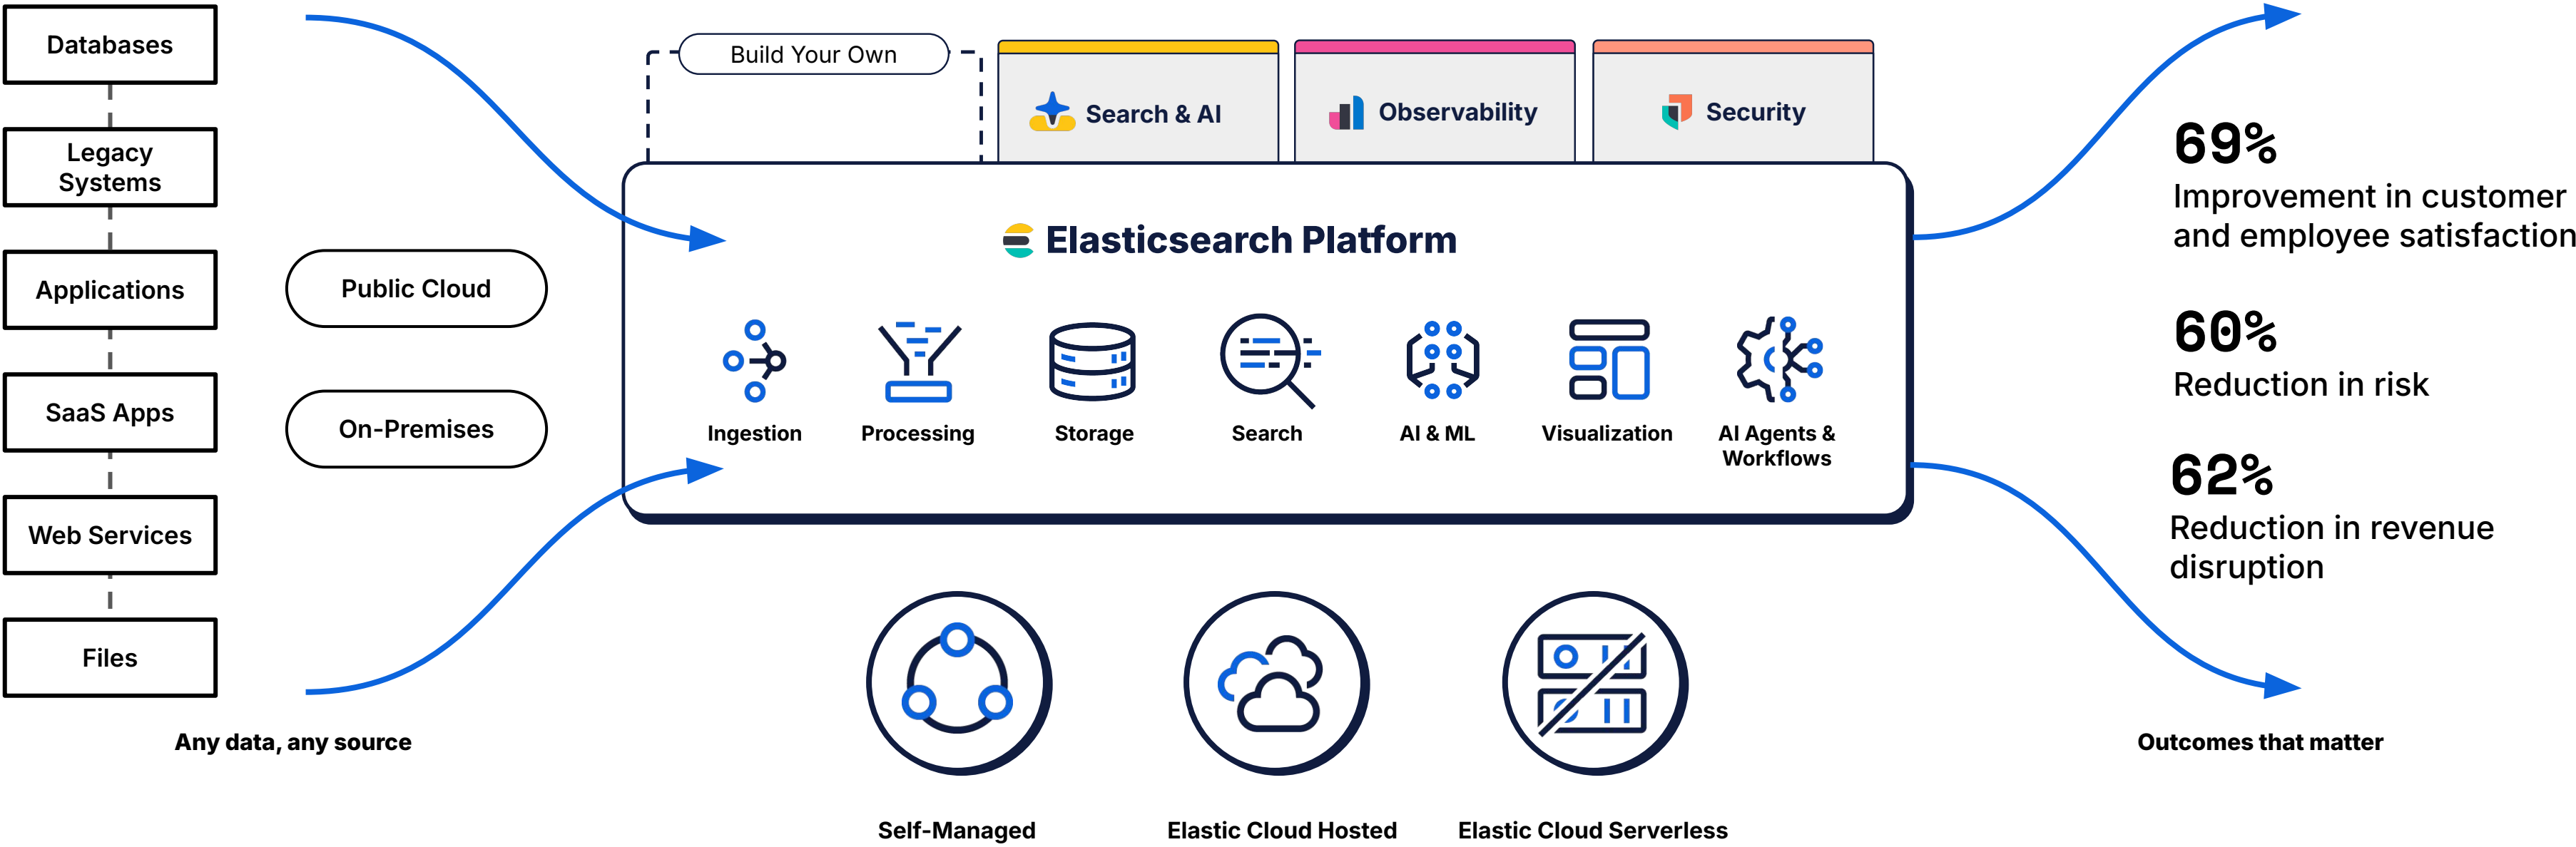 Databases
Legacy
Systems
Applications
SaaS Apps
Web Services
Files
Public Cloud
On-Premises
Any data, any source
Build Your Own
Search & AI
Observability
Security
Elasticsearch Platform
Ingestion
Processing
Storage
Search
AI & ML
Visualization
AI Agents &
Workflows
Self-Managed
Elastic Cloud Hosted
Elastic Cloud Serverless
69%
Improvement in customer
and employee satisfaction
60%
Reduction in risk
62%
Reduction in revenue
disruption
Outcomes that matter